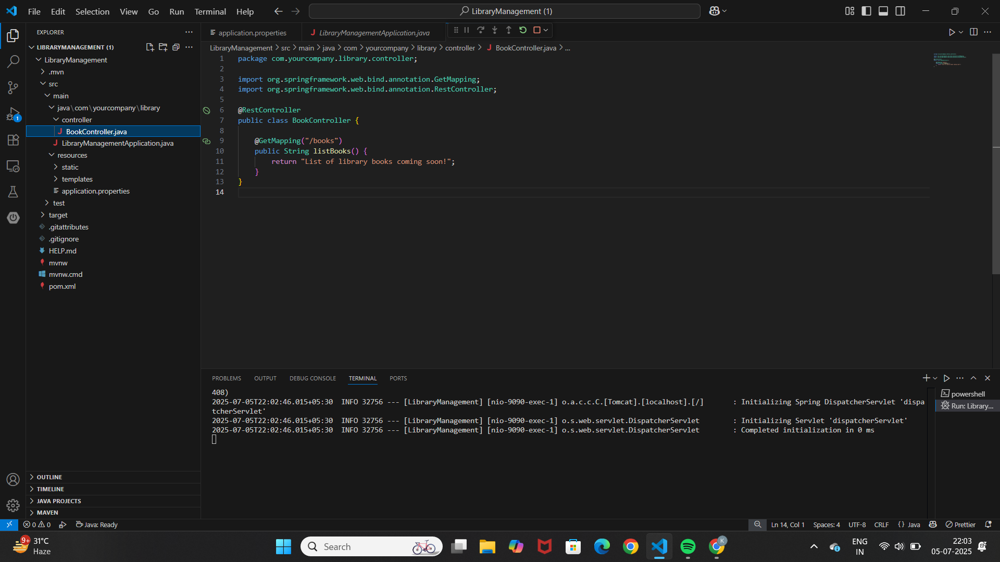 File Edit Selection View Go Run Terminal Help
LibraryManagement (1)
EXPLORER
LIBRARYMANAGEMENT (1)
LibraryManagement
.mvn
src
main
java\com\yourcompany\library
controller
BookController.java
LibraryManagementApplication.java
resources
static
templates
application.properties
test
target
.gitattributes
.gitignore
HELP.md
mvnw
mvnw.cmd
pom.xml
OUTLINE
TIMELINE
JAVA PROJECTS
MAVEN
1
application.properties
LibraryManagementApplication.java
LibraryManagement > src > main > java > com > yourcompany > library > controller > BookController.java > ...
1 package com.yourcompany.library.controller;
2
3 import org.springframework.web.bind.annotation.GetMapping;
4 import org.springframework.web.bind.annotation.RestController;
5
6 @RestController
7 public class BookController {
8
9 @GetMapping("/books")
10 public String listBooks() {
11 return "List of library books coming soon!";
12 }
13 }
14
PROBLEMS OUTPUT DEBUG CONSOLE TERMINAL PORTS
408)
2025-07-05T22:02:46.015+05:30 INFO 32756 --- [LibraryManagement] [nio-9090-exec-1] o.a.c.c.C.[Tomcat].[localhost].[/] : Initializing Spring DispatcherServlet 'dispa
tcherServlet'
2025-07-05T22:02:46.015+05:30 INFO 32756 --- [LibraryManagement] [nio-9090-exec-1] o.s.web.servlet.DispatcherServlet : Initializing Servlet 'dispatcherServlet'
2025-07-05T22:02:46.015+05:30 INFO 32756 --- [LibraryManagement] [nio-9090-exec-1] o.s.web.servlet.DispatcherServlet : Completed initialization in 0 ms
powershell
Run: Library...
0 0 Java: Ready
Ln 14, Col 1 Spaces: 4 UTF-8 CRLF {} Java Prettier
9+ 31°C
Haze
Search
K
ENG
IN
22:03
05-07-2025